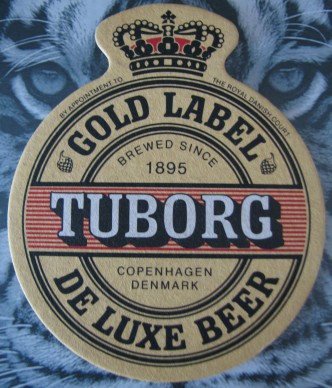 BY APPOINTMENT TO THE ROYAL DANISH COURT
GOLD LABEL
BREWED SINCE
1895
TUBORG
COPENHAGEN
DENMARK
DE LUXE BEER